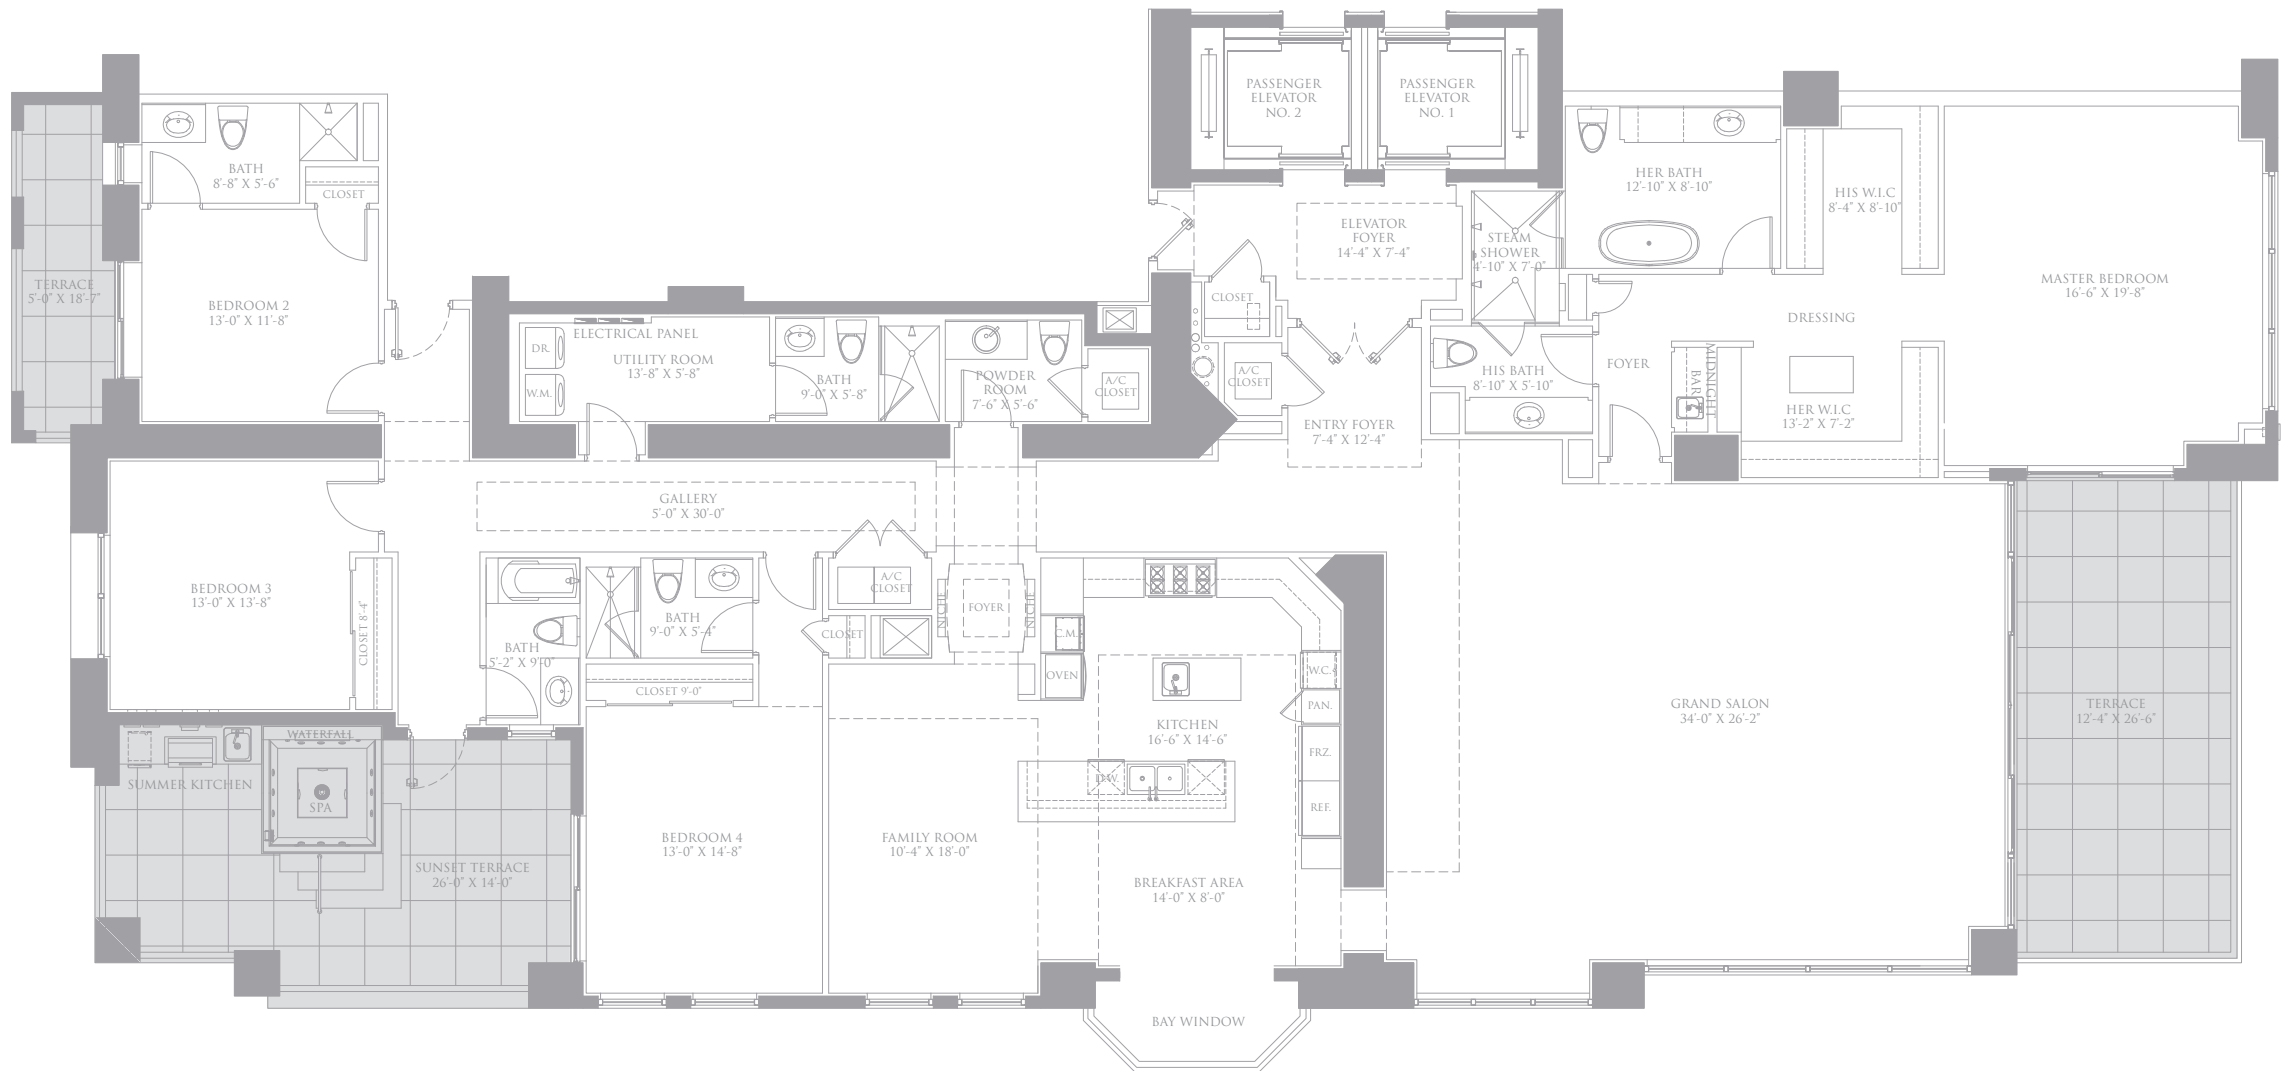 PASSENGER
ELEVATOR
NO. 2
PASSENGER
ELEVATOR
NO. 1
BATH
8'-8" X 5'-6"
CLOSET
HER BATH
12'-10" X 8'-10"
HIS W.I.C
8'-4" X 8'-10"
ELEVATOR
FOYER
14'-4" X 7'-4"
STEAM
SHOWER
4'-10" X 7'-0"
TERRACE
5'-0" X 18'-7"
BEDROOM 2
13'-0" X 11'-8"
CLOSET
MASTER BEDROOM
16'-6" X 19'-8"
DRESSING
ELECTRICAL PANEL
DR.
UTILITY ROOM
13'-8" X 5'-8"
W.M.
BATH
9'-0" X 5'-8"
POWDER
ROOM
7'-6" X 5'-6"
A/C
CLOSET
A/C
CLOSET
HIS BATH
8'-10" X 5'-10"
FOYER
MIDNIGHT
BAR
HER W.I.C
13'-2" X 7'-2"
ENTRY FOYER
7'-4" X 12'-4"
GALLERY
5'-0" X 30'-0"
BEDROOM 3
13'-0" X 13'-8"
CLOSET 8'-4"
BATH
5'-2" X 9'-0"
BATH
9'-0" X 5'-4"
A/C
CLOSET
CLOSET
NICHE
FOYER
NICHE
C.M.
OVEN
W.C.
PAN.
CLOSET 9'-0"
KITCHEN
16'-6" X 14'-6"
FRZ.
D.W.
REF.
GRAND SALON
34'-0" X 26'-2"
TERRACE
12'-4" X 26'-6"
WATERFALL
SUMMER KITCHEN
SPA
SUNSET TERRACE
26'-0" X 14'-0"
BEDROOM 4
13'-0" X 14'-8"
FAMILY ROOM
10'-4" X 18'-0"
BREAKFAST AREA
14'-0" X 8'-0"
BAY WINDOW